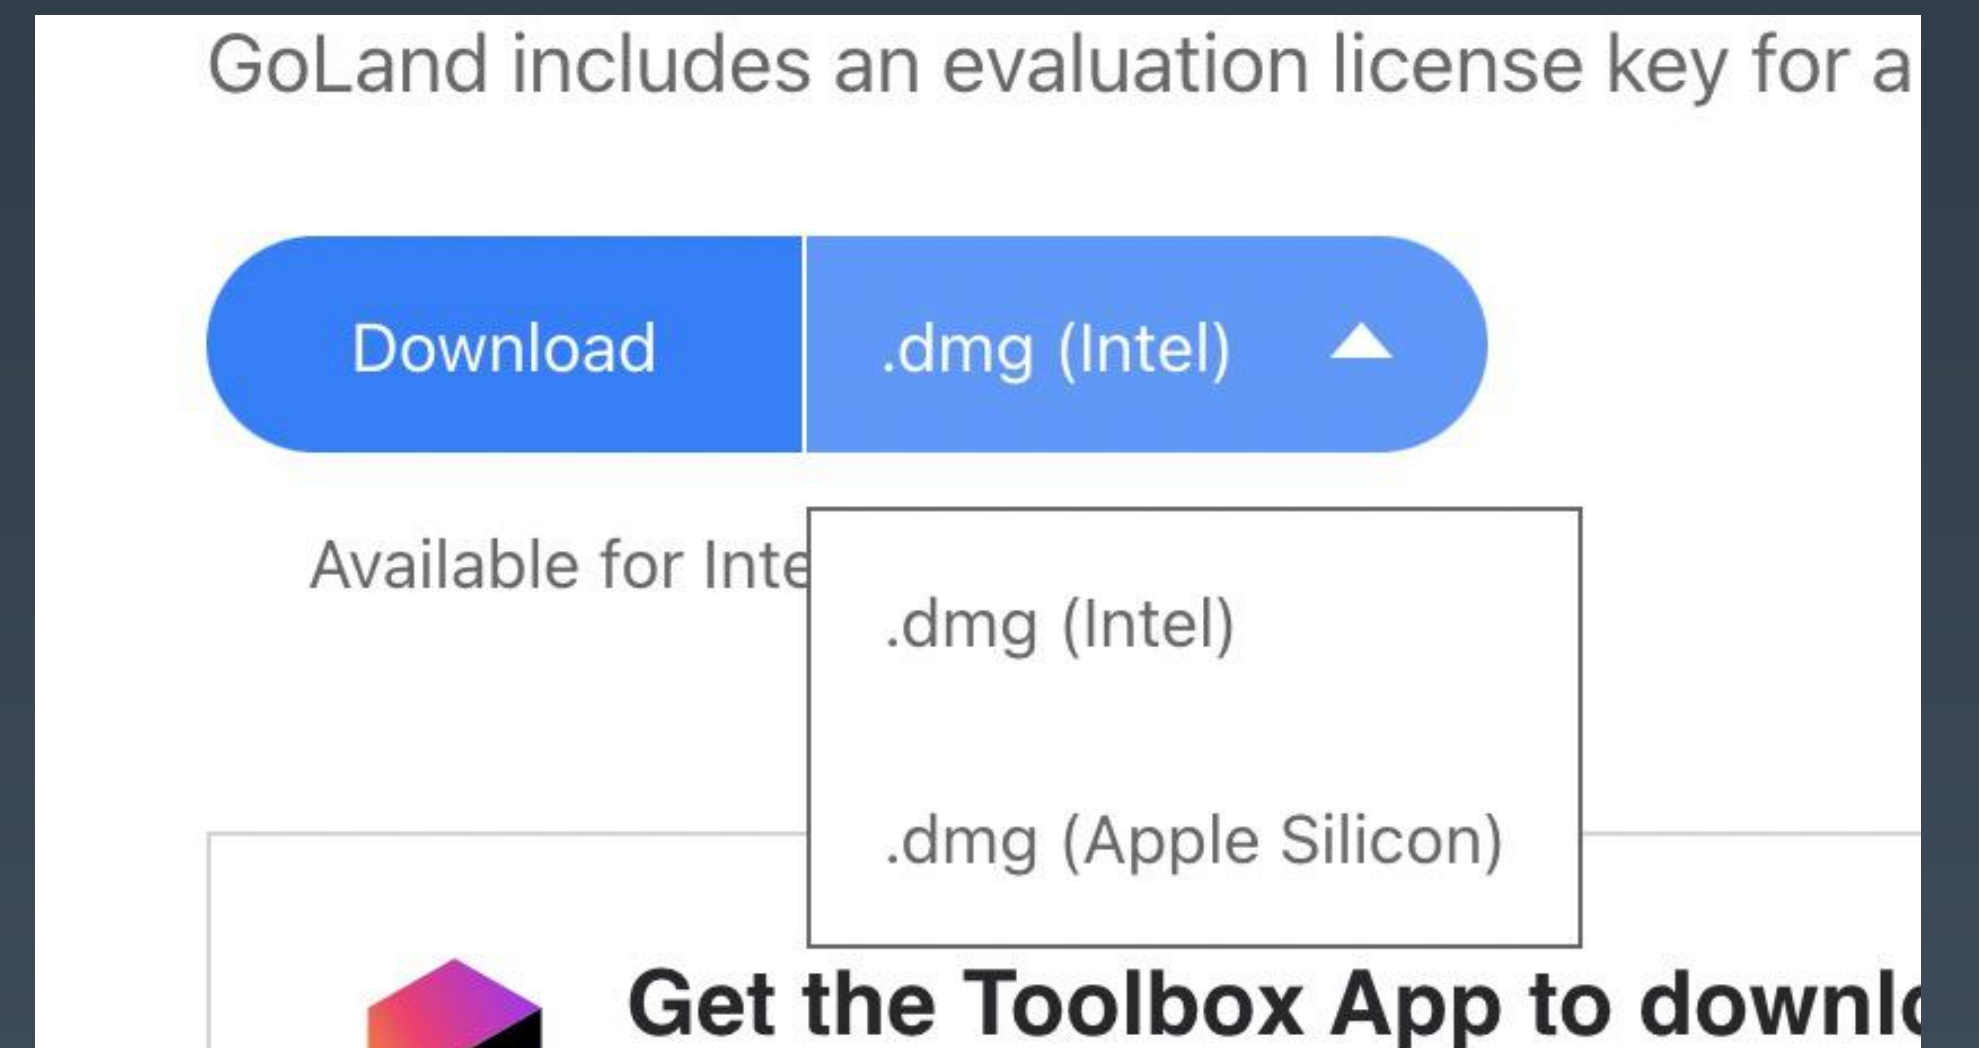 GoLand includes an evaluation license key for a
Download
.dmg (Intel)
Available for Inte
.dmg (Intel)
.dmg (Apple Silicon)
Get the Toolbox App to downlo